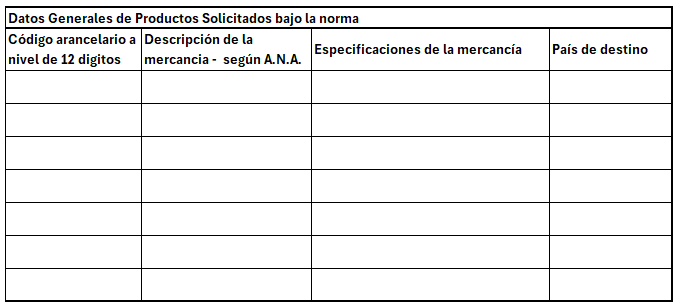 Datos Generales de Productos Solicitados bajo la norma
Código arancelario a
nivel de 12 digitos
Descripción de la
mercancia - según A.N.A.
Especificaciones de la mercancía
País de destino